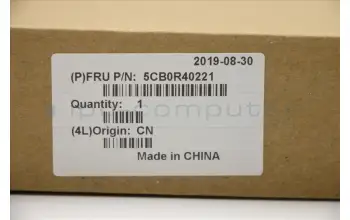 2019-08-30
(P)FRU P/N: 5CB0R40221
Quantity: 1
(4L)Origin: CN
Made in CHINA